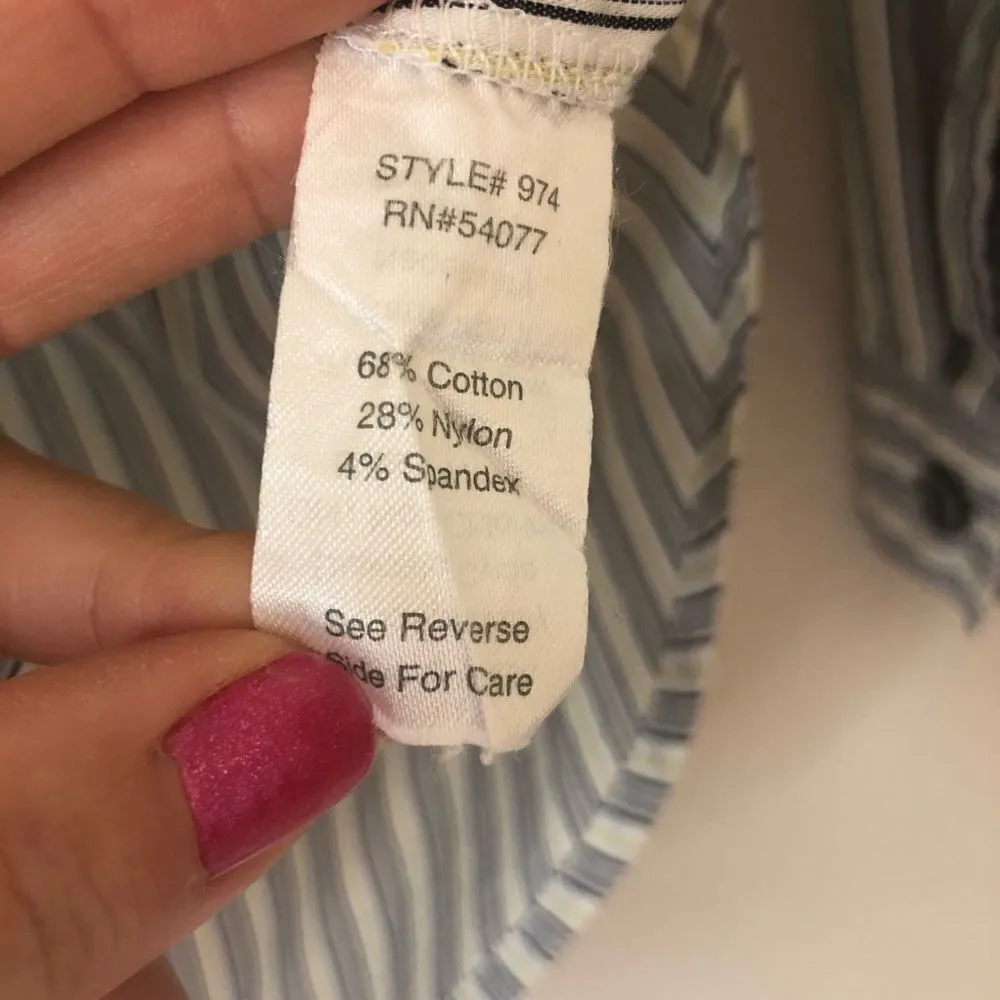 STYLE# 974
RN#54077
68% Cotton
28% Nylon
4% Spandex
See Reverse
Side For Care